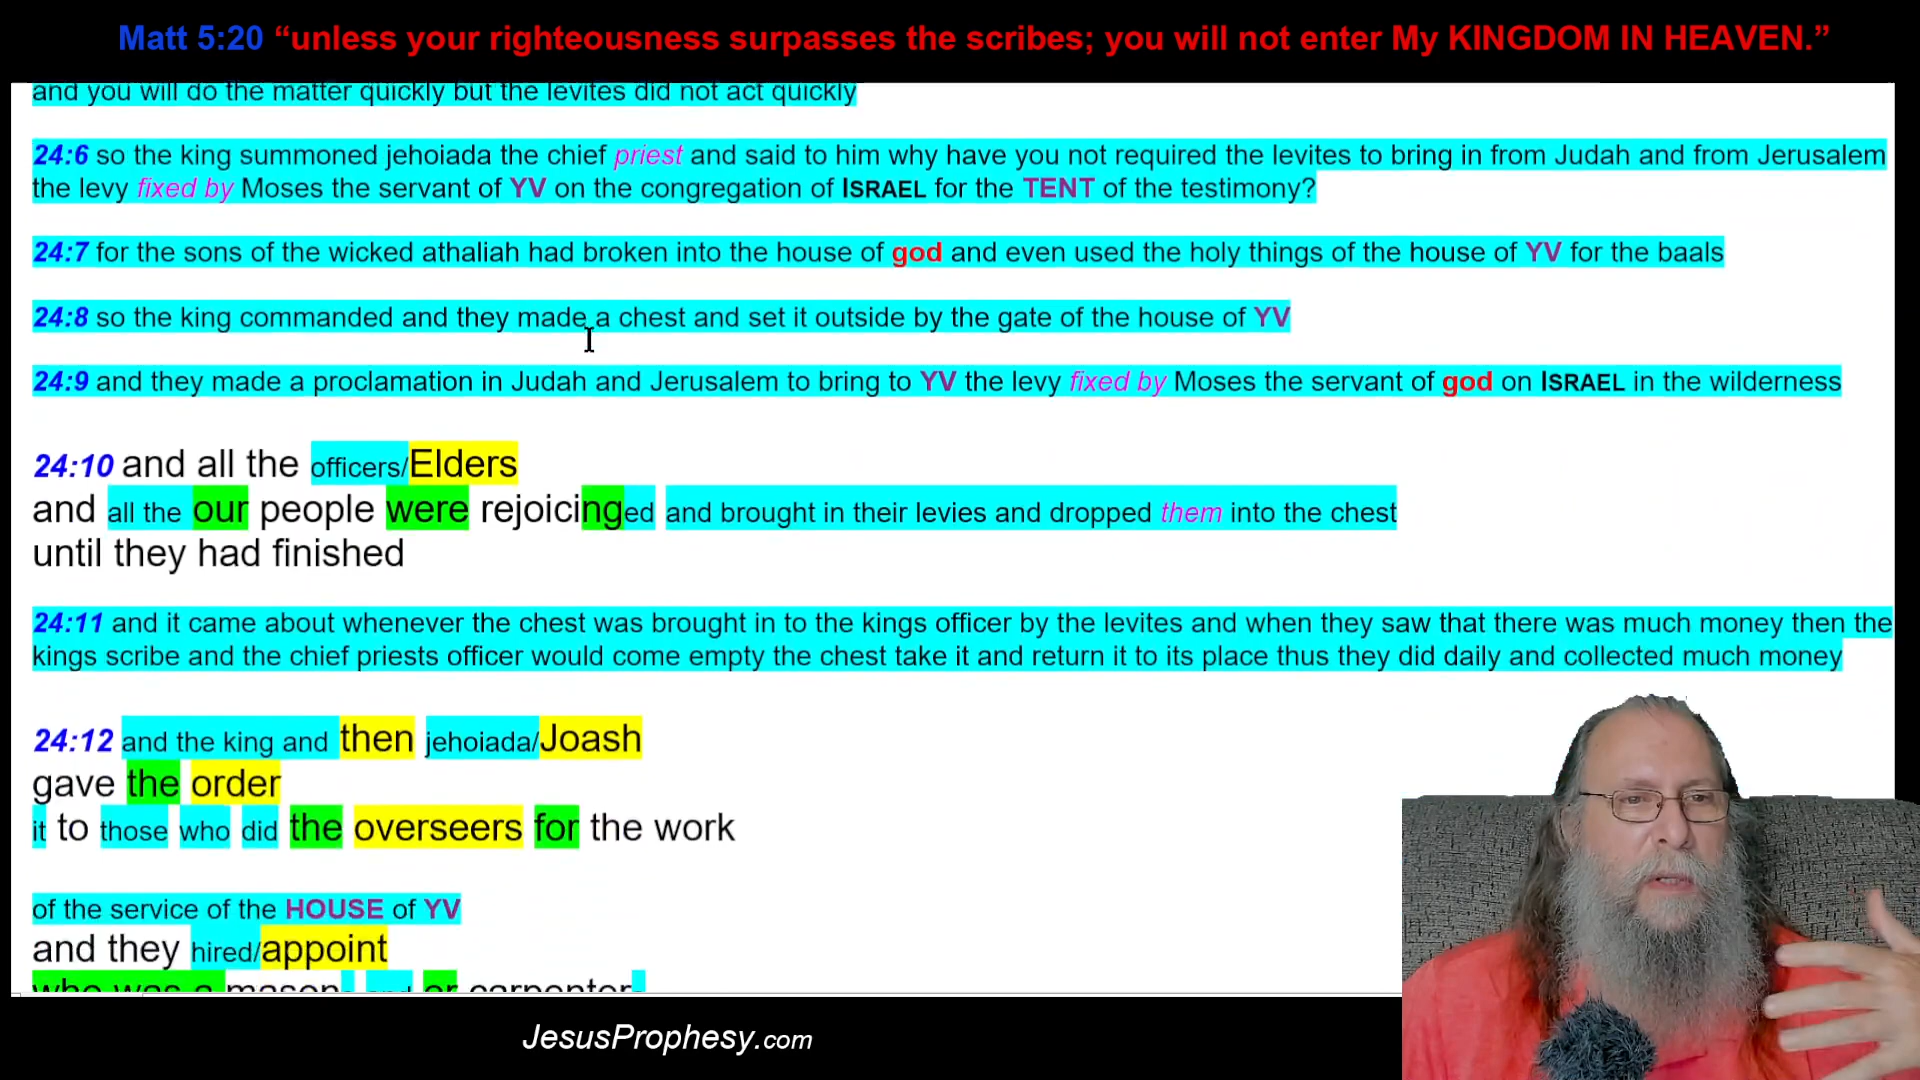 Matt 5:20 “unless your righteousness surpasses the scribes; you will not enter My KINGDOM IN HEAVEN.”
and you will do the matter quickly but the levites did not act quickly
24:6 so the king summoned jehoiada the chief priest and said to him why have you not required the levites to bring in from Judah and from Jerusalem
the levy fixed by Moses the servant of YV on the congregation of ISRAEL for the TENT of the testimony?
24:7 for the sons of the wicked athaliah had broken into the house of god and even used the holy things of the house of YV for the baals
24:8 so the king commanded and they made a chest and set it outside by the gate of the house of YV
24:9 and they made a proclamation in Judah and Jerusalem to bring to YV the levy fixed by Moses the servant of god on ISRAEL in the wilderness
24:10 and all the officers/Elders
and all the our people were rejoicinged and brought in their levies and dropped them into the chest
until they had finished
24:11 and it came about whenever the chest was brought in to the kings officer by the levites and when they saw that there was much money then the
kings scribe and the chief priests officer would come empty the chest take it and return it to its place thus they did daily and collected much money
24:12 and the king and then jehoiada/Joash
gave the order
it to those who did the overseers for the work
of the service of the HOUSE of YV
and they hired/appoint
who was a masons and or carpenter
JesusProphesy.com